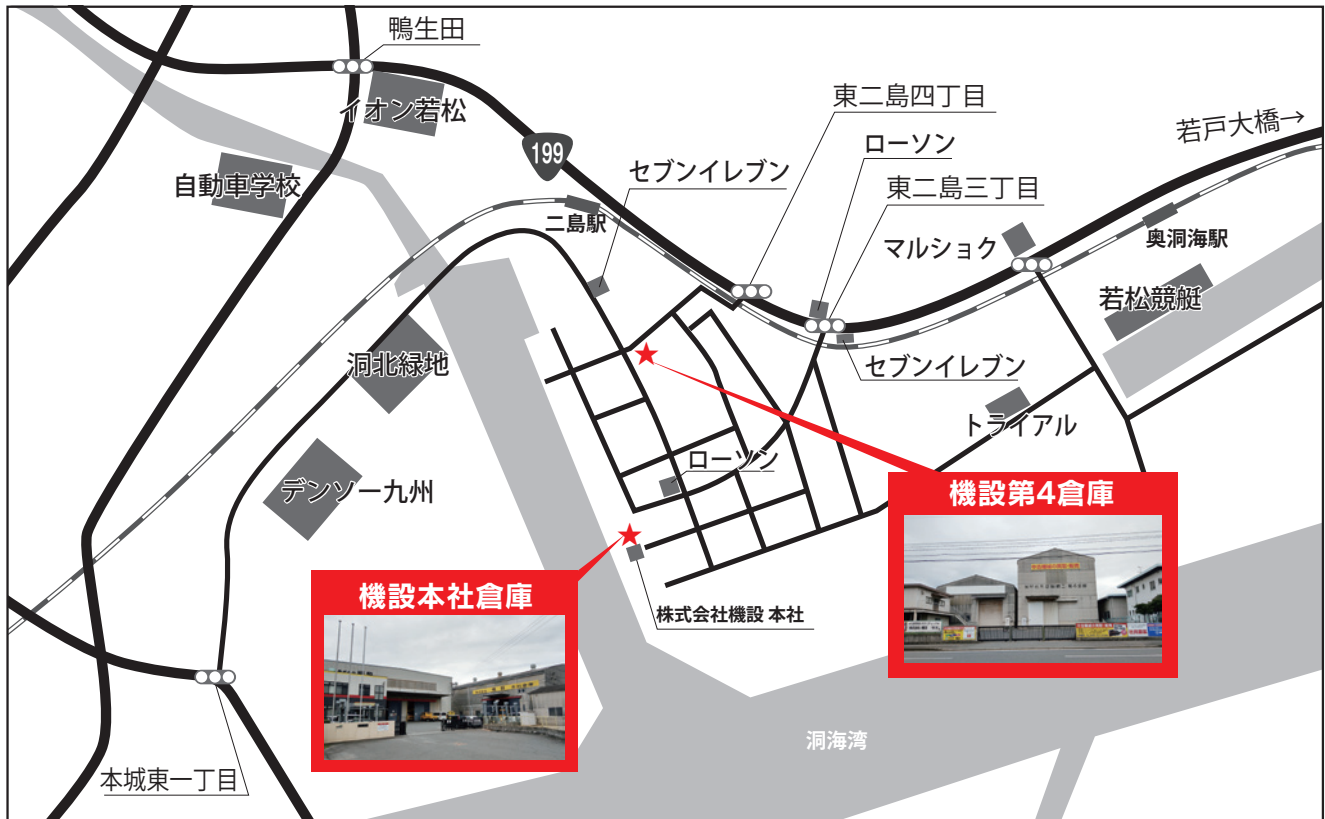 鴨生田
イオン若松
199
自動車学校
セブンイレブン
二島駅
東二島四丁目
ローソン
東二島三丁目
若戸大橋→
マルショク
奥洞海駅
若松競艇
セブンイレブン
トライアル
洞北緑地
デンソー九州
ローソン
機設第4倉庫
機設本社倉庫
株式会社機設 本社
洞海湾
本城東一丁目